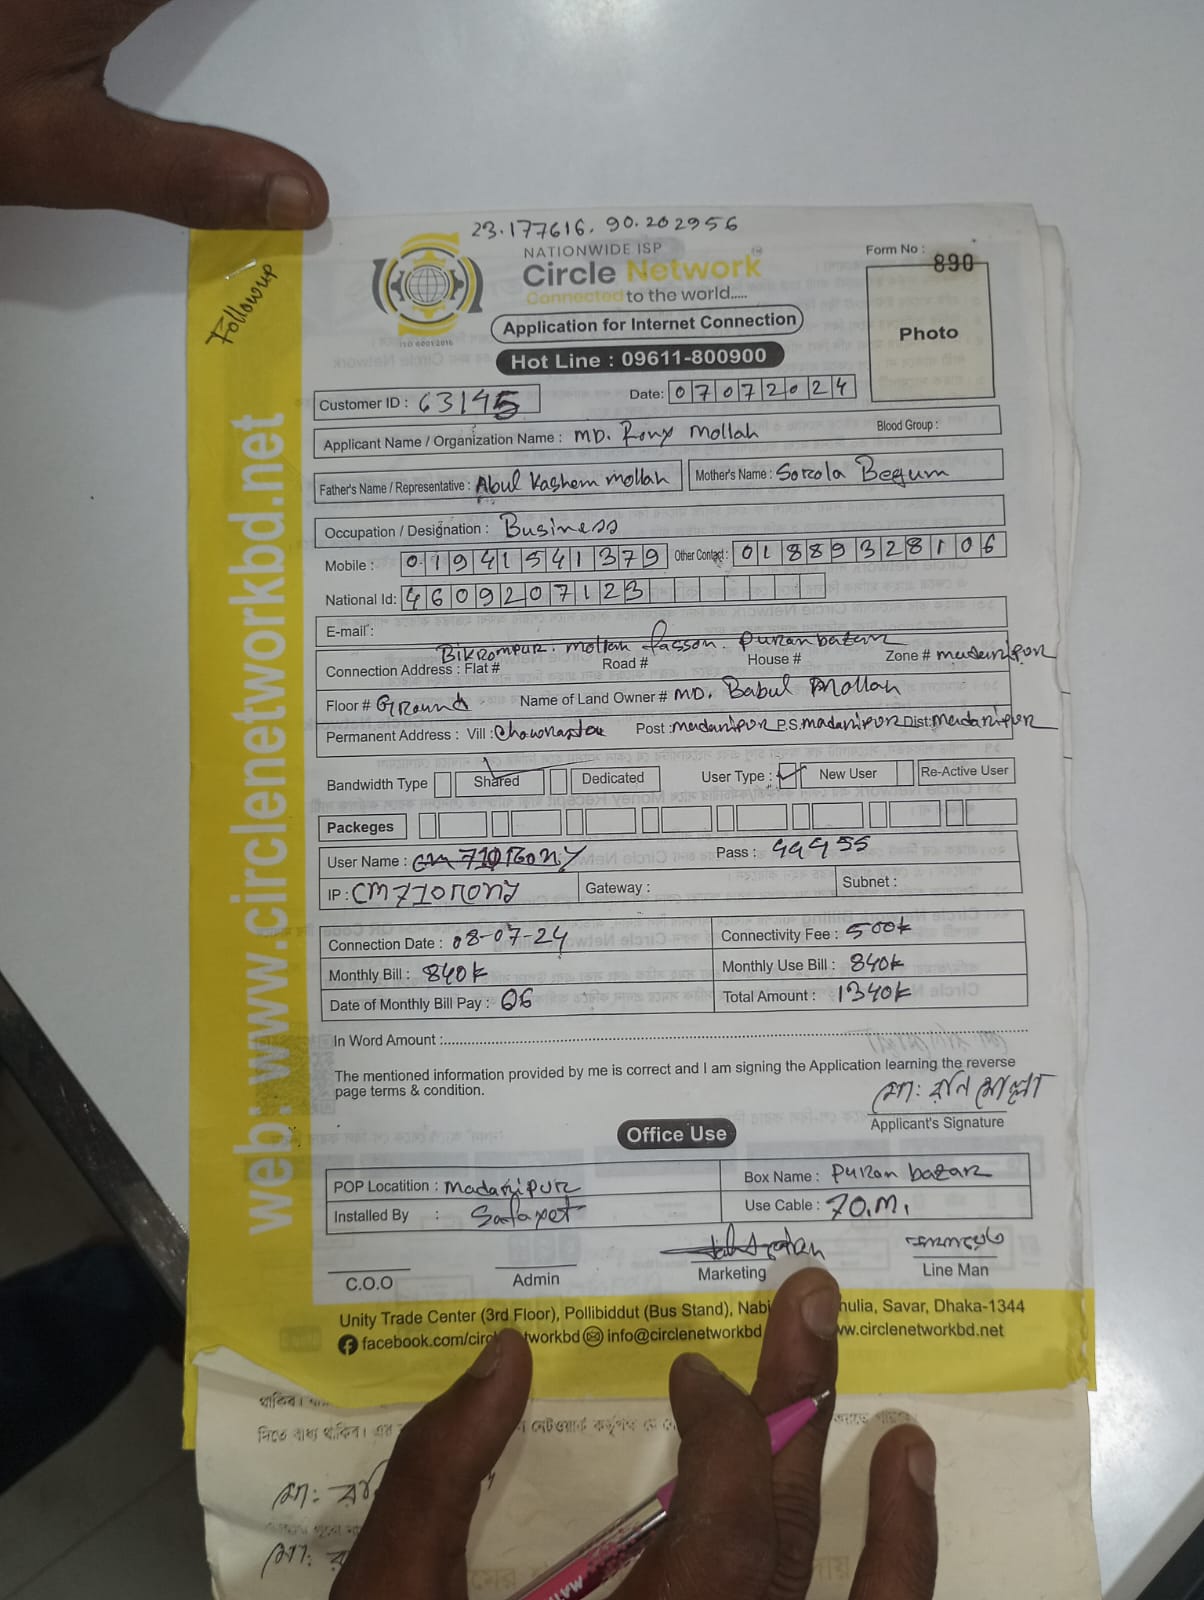 23.177616, 90.202956
Followup
NATIONWIDE ISP
Circle Network
Connected to the world.....
ISO 9001:2015
Form No : 890
Photo
Application for Internet Connection
Hot Line : 09611-800900
Customer ID : 63145
Date: 07072024
Applicant Name / Organization Name : MD. Rony Mollah
Blood Group :
Father's Name / Representative : Abul Kashem Mollah Mother's Name : Sorola Begum
Occupation / Designation : Business
Mobile : 01941541379 Other Contact : 01889328106
National Id: 4609207123
E-mail :
Bikrompur. Mollah fasson. Puran bazar
Connection Address : Flat # Road # House # Zone # Madaripur
Floor # Ground Name of Land Owner # MD. Babul Mollah
Permanent Address : Vill : Post : Madaripur P.S. Madaripur Dist: Madaripur
Bandwidth Type Shared Dedicated User Type : New User Re-Active User
Packeges
User Name : CM710Rony Pass : 449455
IP : CM710RONY Gateway : Subnet :
Connection Date : 08-07-24 Connectivity Fee : 500k
Monthly Bill : 840k Monthly Use Bill : 840k
Date of Monthly Bill Pay : 06 Total Amount : 1340k
In Word Amount :
The mentioned information provided by me is correct and I am signing the Application learning the reverse
page terms & condition.
মো: রনি মোল্লা
Applicant's Signature
Office Use
POP Locatition : Madaripur Box Name : Puran bazar
Installed By : Safayet Use Cable : 70.M.
C.O.O Admin Marketing Line Man
Unity Trade Center (3rd Floor), Pollibiddut (Bus Stand), Savar, Dhaka-1344
facebook.com/ info@circlenetworkbd www.circlenetworkbd.net
web: www.circlenetworkbd.net
থাকিব।
দিতে বাধ্য থাকিব।
মো:
মো: